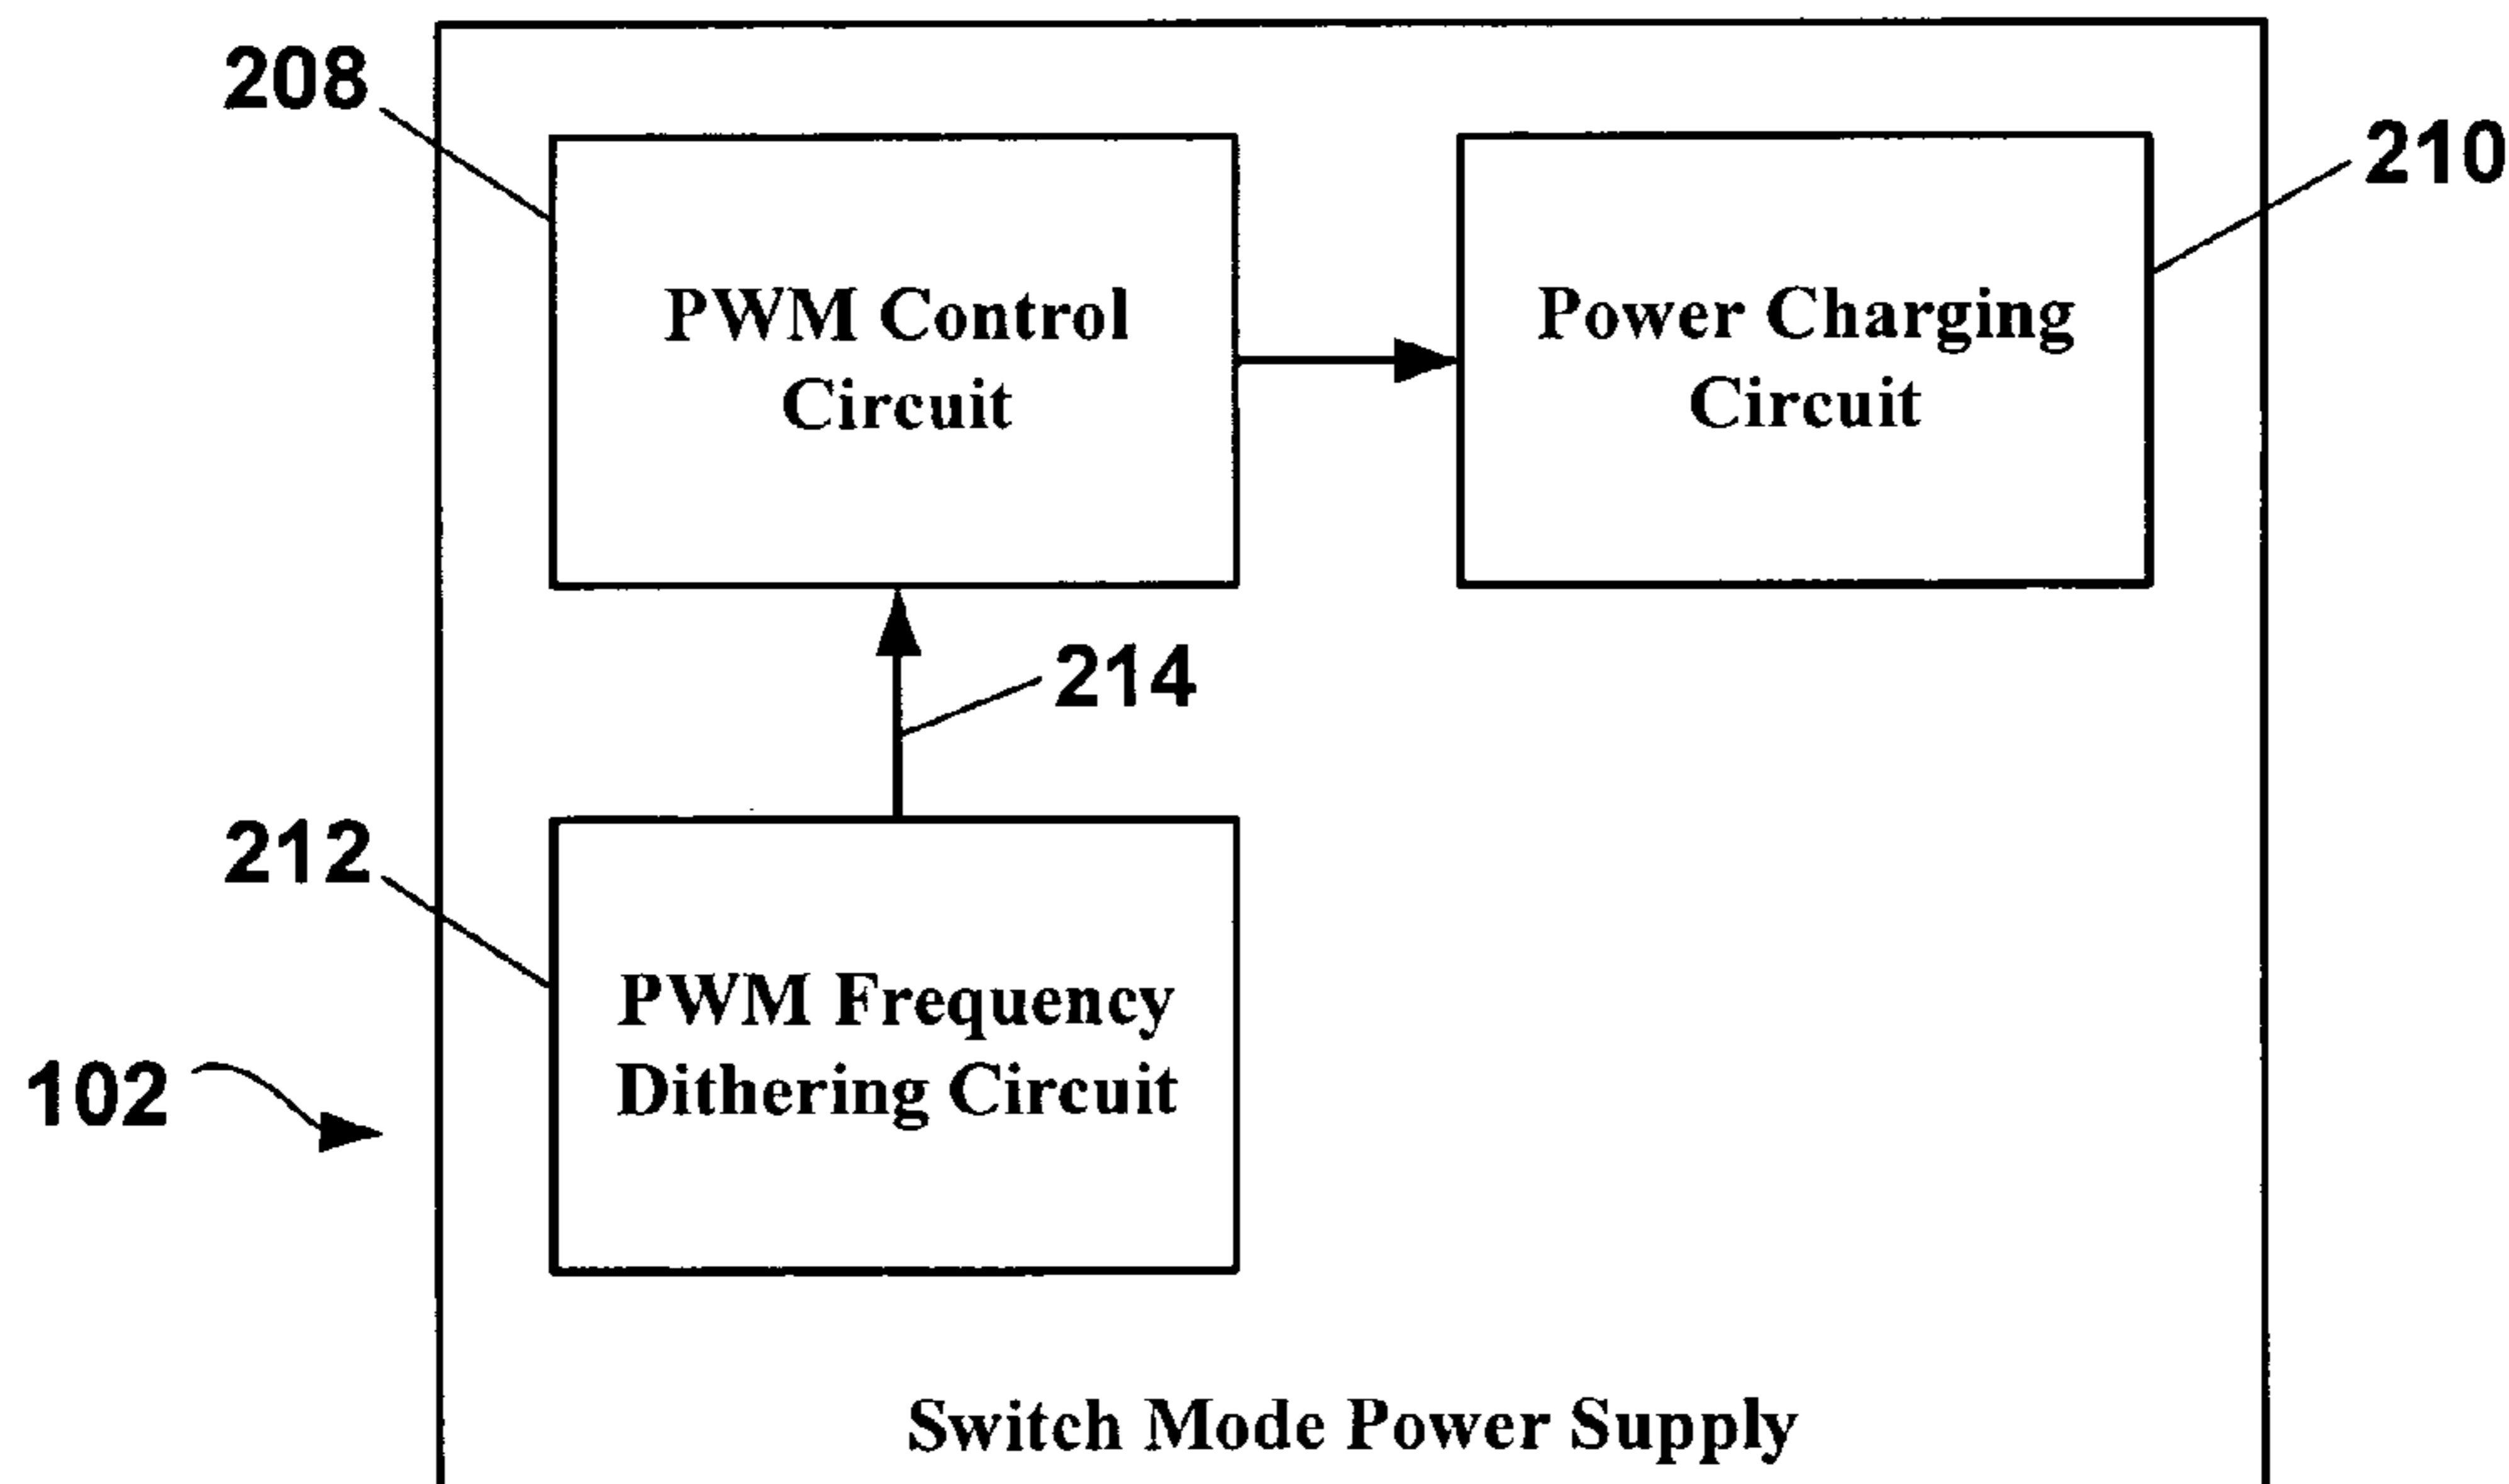 208
210
PWM Control
Circuit
Power Charging
Circuit
214
212
PWM Frequency
Dithering Circuit
102
Switch Mode Power Supply